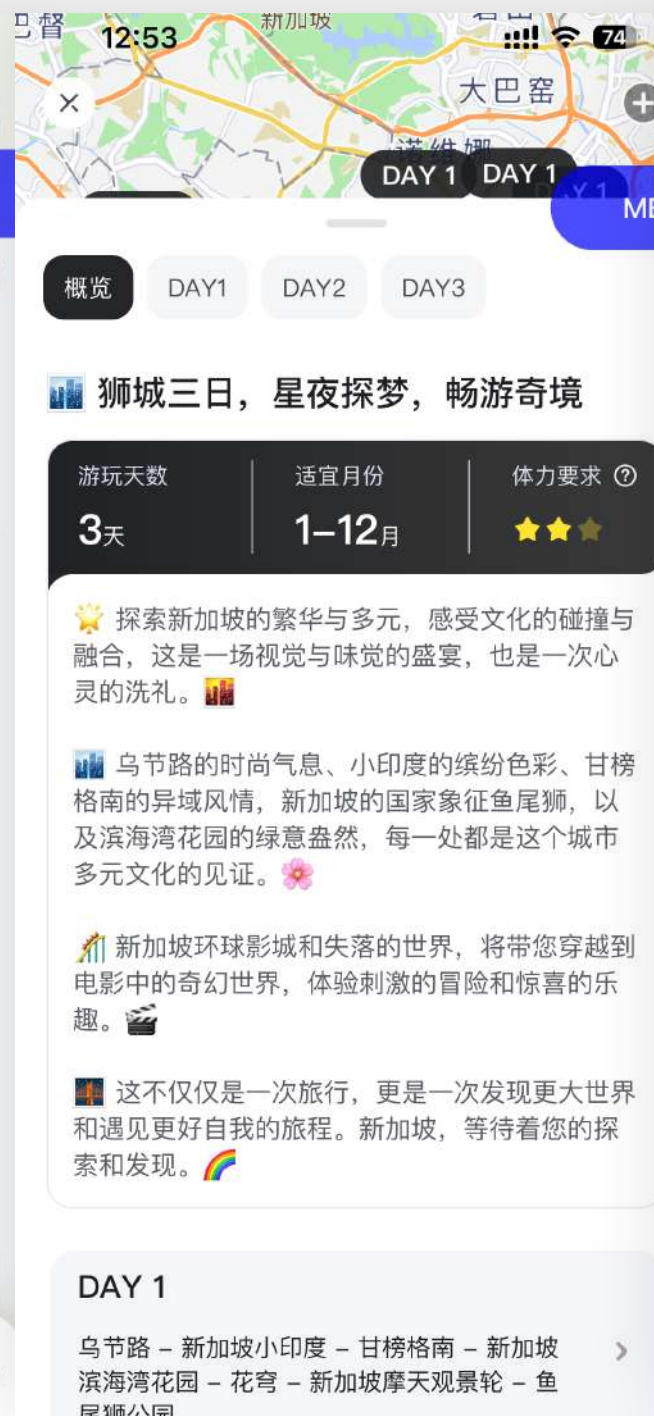 巴督
新加坡
12:53
74
大巴窑
诺维娜
DAY 1
DAY 1
概览
DAY1
DAY2
DAY3
狮城三日，星夜探梦，畅游奇境
游玩天数
适宜月份
体力要求
3天
1–12月
探索新加坡的繁华与多元，感受文化的碰撞与
融合，这是一场视觉与味觉的盛宴，也是一次心
灵的洗礼。
乌节路的时尚气息、小印度的缤纷色彩、甘榜
格南的异域风情，新加坡的国家象征鱼尾狮，以
及滨海湾花园的绿意盎然，每一处都是这个城市
多元文化的见证。
新加坡环球影城和失落的世界，将带您穿越到
电影中的奇幻世界，体验刺激的冒险和惊喜的乐
趣。
这不仅仅是一次旅行，更是一次发现更大世界
和遇见更好自我的旅程。新加坡，等待着您的探
索和发现。
DAY 1
乌节路 – 新加坡小印度 – 甘榜格南 – 新加坡
滨海湾花园 – 花穹 – 新加坡摩天观景轮 – 鱼
尾狮公园